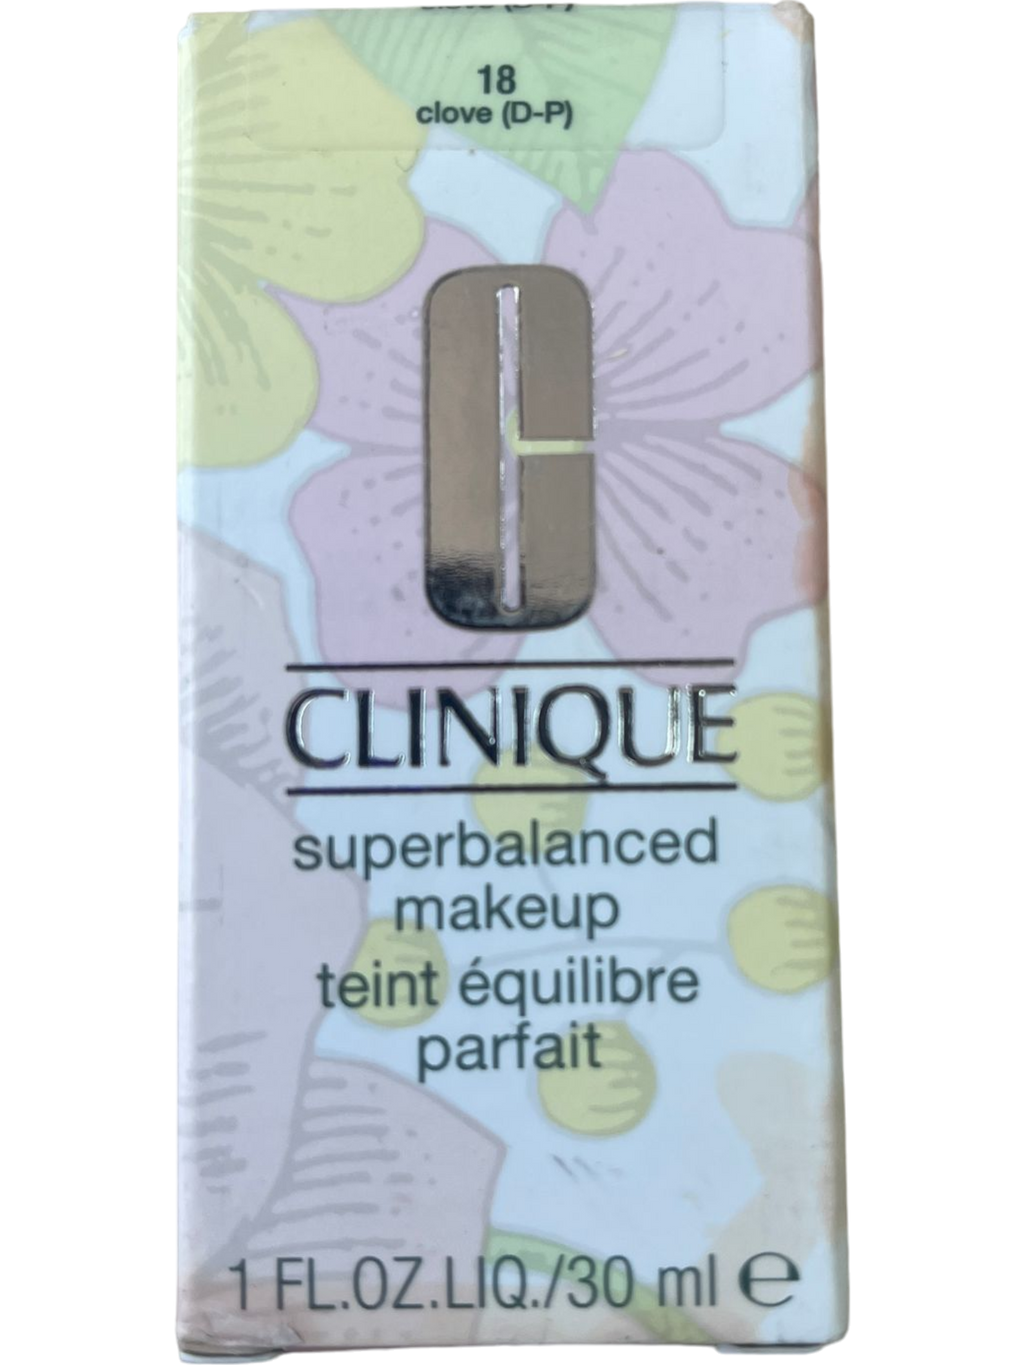 18
clove (D-P)
CLINIQUE
superbalanced
makeup
teint équilibre
parfait
1 FL.OZ.LIQ./30 ml ℮